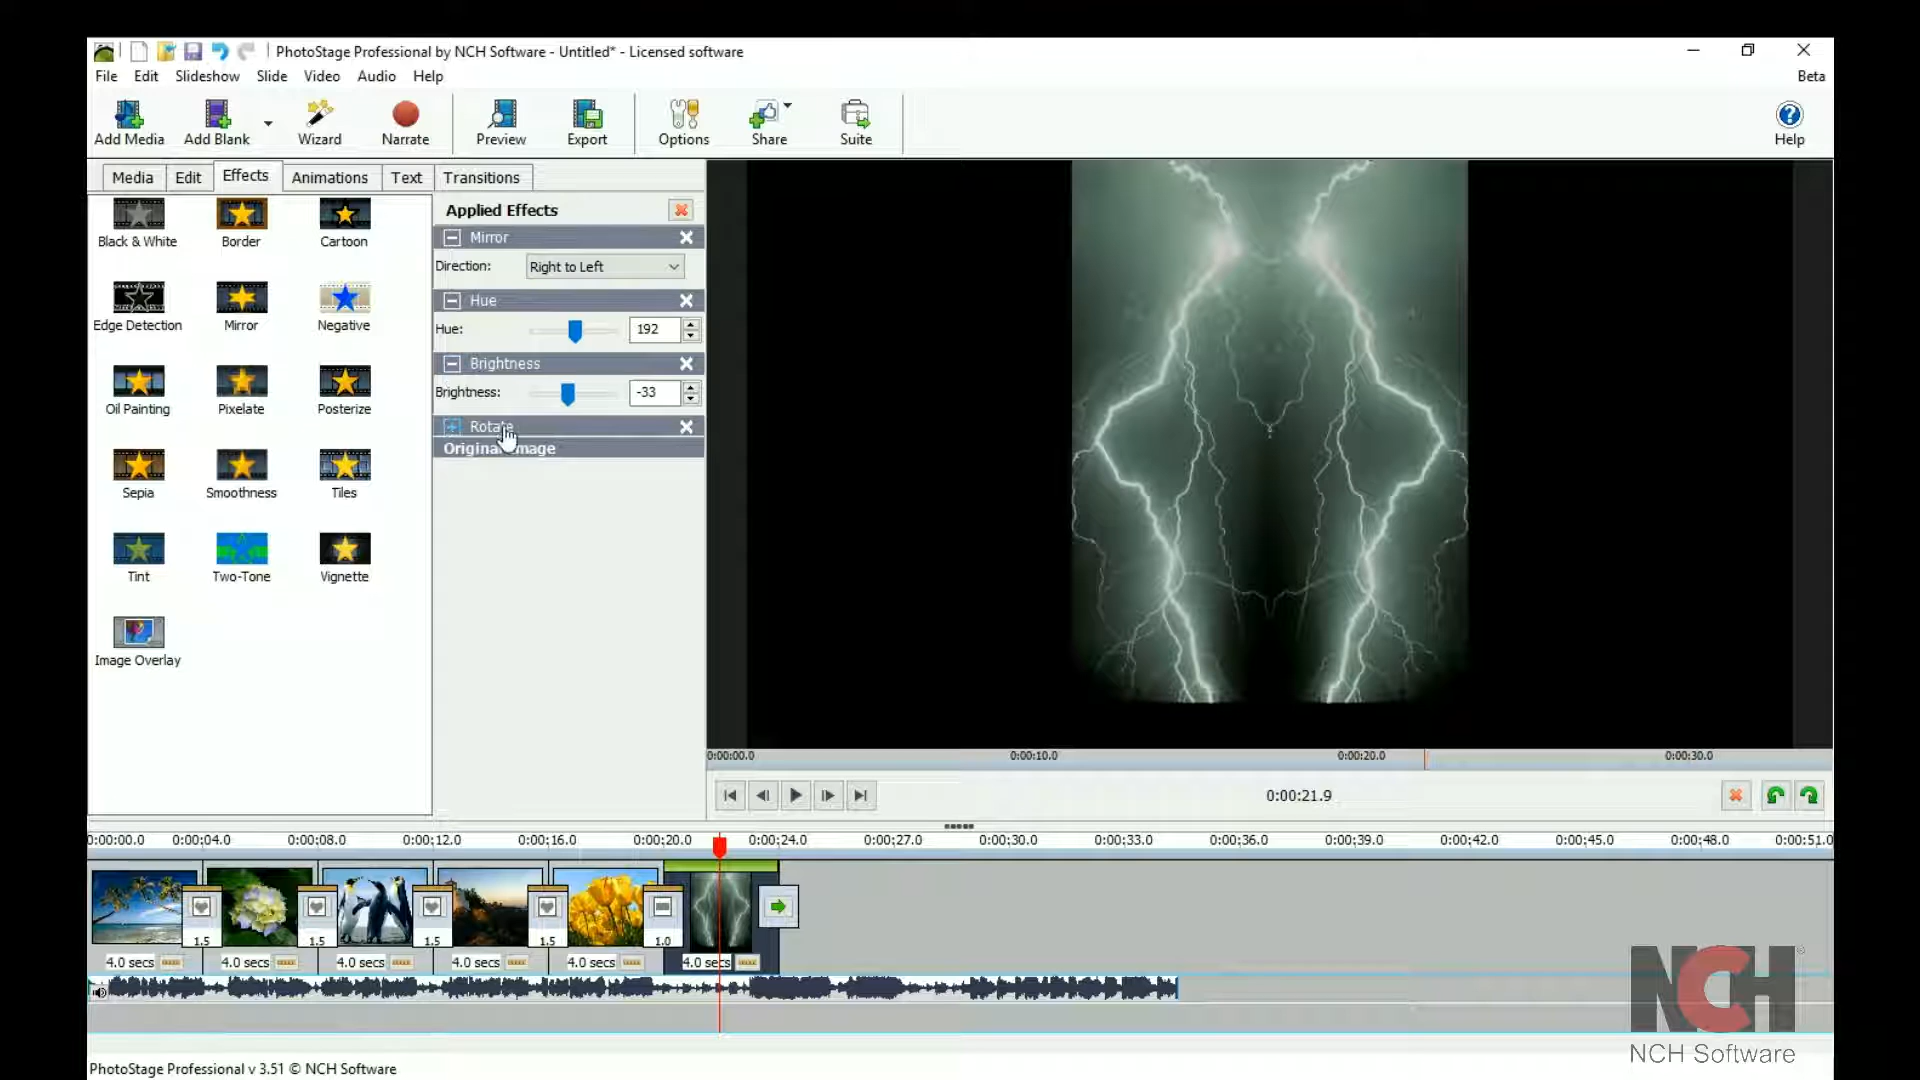 PhotoStage Professional by NCH Software - Untitled* - Licensed software
File Edit Slideshow Slide Video Audio Help
Beta
Add Media Add Blank Wizard Narrate Preview Export Options Share Suite Help
Media Edit Effects Animations Text Transitions
Black & White Border Cartoon
Edge Detection Mirror Negative
Oil Painting Pixelate Posterize
Sepia Smoothness Tiles
Tint Two-Tone Vignette
Image Overlay
Applied Effects
Mirror
Direction: Right to Left
Hue
Hue: 192
Brightness
Brightness: -33
Rotate
Original Image
0:00:00.0 0:00:10.0 0:00:20.0 0:00:30.0
0:00:21.9
0:00:00.0 0:00:04.0 0:00:08.0 0:00:12.0 0:00:16.0 0:00:20.0 0:00:24.0 0:00:27.0 0:00:30.0 0:00:33.0 0:00:36.0 0:00:39.0 0:00:42.0 0:00:45.0 0:00:48.0 0:00:51.0
1.5 1.5 1.5 1.5 1.0
4.0 secs 4.0 secs 4.0 secs 4.0 secs 4.0 secs 4.0 secs
NCH®
NCH Software
PhotoStage Professional v 3.51 © NCH Software